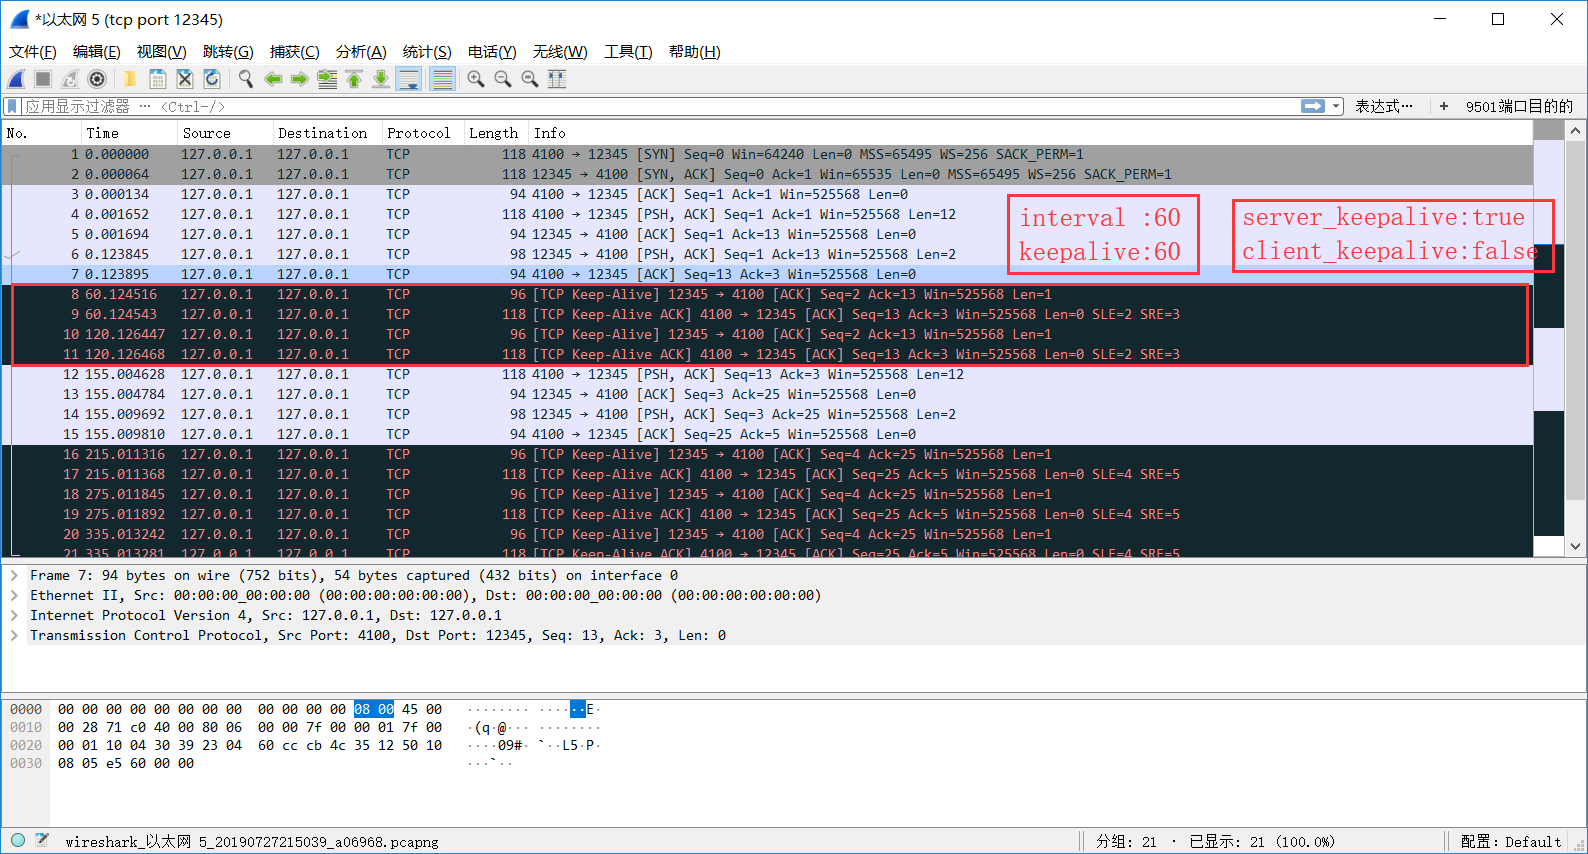 *以太网 5 (tcp port 12345)
文件(F) 编辑(E) 视图(V) 跳转(G) 捕获(C) 分析(A) 统计(S) 电话(Y) 无线(W) 工具(T) 帮助(H)
应用显示过滤器 … <Ctrl-/> 表达式… + 9501端口目的的
No. Time Source Destination Protocol Length Info
1 0.000000 127.0.0.1 127.0.0.1 TCP 118 4100 → 12345 [SYN] Seq=0 Win=64240 Len=0 MSS=65495 WS=256 SACK_PERM=1
2 0.000064 127.0.0.1 127.0.0.1 TCP 118 12345 → 4100 [SYN, ACK] Seq=0 Ack=1 Win=65535 Len=0 MSS=65495 WS=256 SACK_PERM=1
3 0.000134 127.0.0.1 127.0.0.1 TCP 94 4100 → 12345 [ACK] Seq=1 Ack=1 Win=525568 Len=0
4 0.001652 127.0.0.1 127.0.0.1 TCP 118 4100 → 12345 [PSH, ACK] Seq=1 Ack=1 Win=525568 Len=12
5 0.001694 127.0.0.1 127.0.0.1 TCP 94 12345 → 4100 [ACK] Seq=1 Ack=13 Win=525568 Len=0
6 0.123845 127.0.0.1 127.0.0.1 TCP 98 12345 → 4100 [PSH, ACK] Seq=1 Ack=13 Win=525568 Len=2
7 0.123895 127.0.0.1 127.0.0.1 TCP 94 4100 → 12345 [ACK] Seq=13 Ack=3 Win=525568 Len=0
interval :60
keepalive:60
server_keepalive:true
client_keepalive:false
8 60.124516 127.0.0.1 127.0.0.1 TCP 96 [TCP Keep-Alive] 12345 → 4100 [ACK] Seq=2 Ack=13 Win=525568 Len=1
9 60.124543 127.0.0.1 127.0.0.1 TCP 118 [TCP Keep-Alive ACK] 4100 → 12345 [ACK] Seq=13 Ack=3 Win=525568 Len=0 SLE=2 SRE=3
10 120.126447 127.0.0.1 127.0.0.1 TCP 96 [TCP Keep-Alive] 12345 → 4100 [ACK] Seq=2 Ack=13 Win=525568 Len=1
11 120.126468 127.0.0.1 127.0.0.1 TCP 118 [TCP Keep-Alive ACK] 4100 → 12345 [ACK] Seq=13 Ack=3 Win=525568 Len=0 SLE=2 SRE=3
12 155.004628 127.0.0.1 127.0.0.1 TCP 118 4100 → 12345 [PSH, ACK] Seq=13 Ack=3 Win=525568 Len=12
13 155.004784 127.0.0.1 127.0.0.1 TCP 94 12345 → 4100 [ACK] Seq=3 Ack=25 Win=525568 Len=0
14 155.009692 127.0.0.1 127.0.0.1 TCP 98 12345 → 4100 [PSH, ACK] Seq=3 Ack=25 Win=525568 Len=2
15 155.009810 127.0.0.1 127.0.0.1 TCP 94 4100 → 12345 [ACK] Seq=25 Ack=5 Win=525568 Len=0
16 215.011316 127.0.0.1 127.0.0.1 TCP 96 [TCP Keep-Alive] 12345 → 4100 [ACK] Seq=4 Ack=25 Win=525568 Len=1
17 215.011368 127.0.0.1 127.0.0.1 TCP 118 [TCP Keep-Alive ACK] 4100 → 12345 [ACK] Seq=25 Ack=5 Win=525568 Len=0 SLE=4 SRE=5
18 275.011845 127.0.0.1 127.0.0.1 TCP 96 [TCP Keep-Alive] 12345 → 4100 [ACK] Seq=4 Ack=25 Win=525568 Len=1
19 275.011892 127.0.0.1 127.0.0.1 TCP 118 [TCP Keep-Alive ACK] 4100 → 12345 [ACK] Seq=25 Ack=5 Win=525568 Len=0 SLE=4 SRE=5
20 335.013242 127.0.0.1 127.0.0.1 TCP 96 [TCP Keep-Alive] 12345 → 4100 [ACK] Seq=4 Ack=25 Win=525568 Len=1
21 335.013281 127.0.0.1 127.0.0.1 TCP 118 [TCP Keep-Alive ACK] 4100 → 12345 [ACK] Seq=25 Ack=5 Win=525568 Len=0 SLE=4 SRE=5
Frame 7: 94 bytes on wire (752 bits), 54 bytes captured (432 bits) on interface 0
Ethernet II, Src: 00:00:00_00:00:00 (00:00:00:00:00:00), Dst: 00:00:00_00:00:00 (00:00:00:00:00:00)
Internet Protocol Version 4, Src: 127.0.0.1, Dst: 127.0.0.1
Transmission Control Protocol, Src Port: 4100, Dst Port: 12345, Seq: 13, Ack: 3, Len: 0
0000 00 00 00 00 00 00 00 00 00 00 00 00 08 00 45 00 ········ ······E·
0010 00 28 71 c0 40 00 80 06 00 00 7f 00 00 01 7f 00 ·(q·@··· ········
0020 00 01 10 04 30 39 23 04 60 cc cb 4c 35 12 50 10 ····09#· `··L5·P·
0030 08 05 e5 60 00 00 ···`··
wireshark_以太网 5_20190727215039_a06968.pcapng 分组: 21 · 已显示: 21 (100.0%) 配置: Default